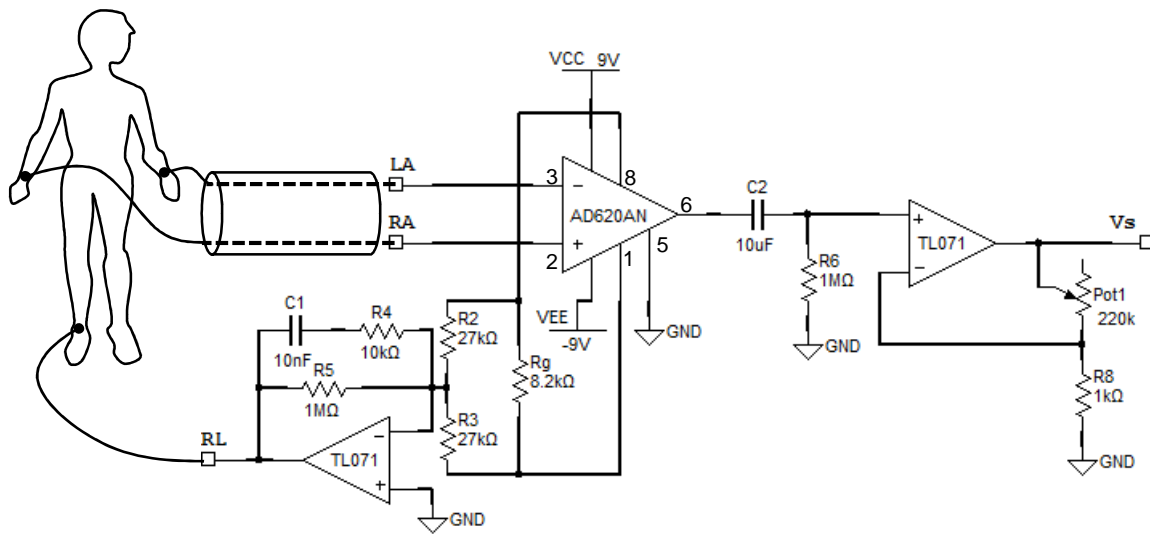 VCC 9V
LA
3
−
8
AD620AN
6
RA
+
2
1
5
VEE
-9V
GND
C2
10uF
R6
1MΩ
GND
+
TL071
−
Vs
Pot1
220k
R8
1kΩ
GND
C1
10nF
R4
10kΩ
R2
27kΩ
R5
1MΩ
Rg
8.2kΩ
R3
27kΩ
RL
−
TL071
+
GND